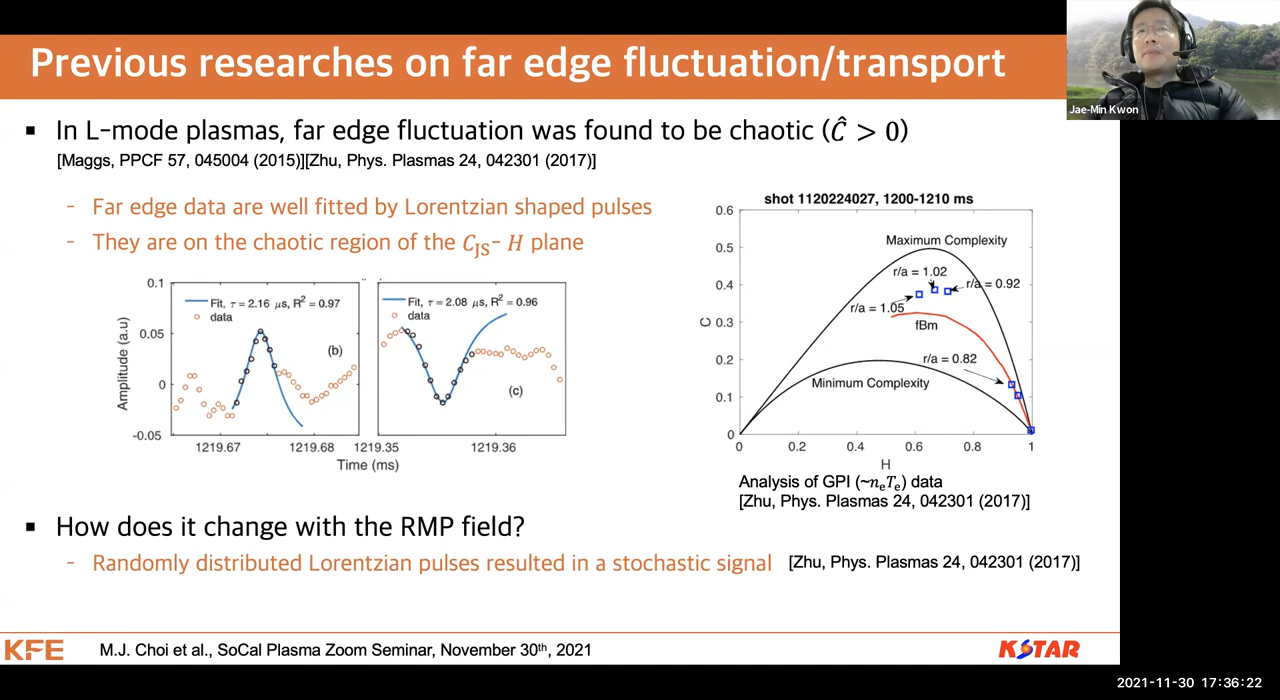 Previous researches on far edge fluctuation/transport
Jae-Min Kwon
▪ In L-mode plasmas, far edge fluctuation was found to be chaotic (Ĉ > 0)
[Maggs, PPCF 57, 045004 (2015)][Zhu, Phys. Plasmas 24, 042301 (2017)]
- Far edge data are well fitted by Lorentzian shaped pulses
- They are on the chaotic region of the C_JS- H plane
0.1
0.05
0
-0.05
Amplitude (a.u)
Fit, τ = 2.16 μs, R² = 0.97
data
(b)
Fit, τ = 2.08 μs, R² = 0.96
data
(c)
1219.67
1219.68
1219.35
1219.36
Time (ms)
shot 1120224027, 1200-1210 ms
0.6
0.5
0.4
0.3
0.2
0.1
0
C
Maximum Complexity
r/a = 1.02
r/a = 0.92
r/a = 1.05
fBm
r/a = 0.82
Minimum Complexity
0
0.2
0.4
0.6
0.8
1
H
Analysis of GPI (~nₑTₑ) data
[Zhu, Phys. Plasmas 24, 042301 (2017)]
▪ How does it change with the RMP field?
- Randomly distributed Lorentzian pulses resulted in a stochastic signal [Zhu, Phys. Plasmas 24, 042301 (2017)]
KFE
M.J. Choi et al., SoCal Plasma Zoom Seminar, November 30th, 2021
KSTAR
2021-11-30 17:36:22